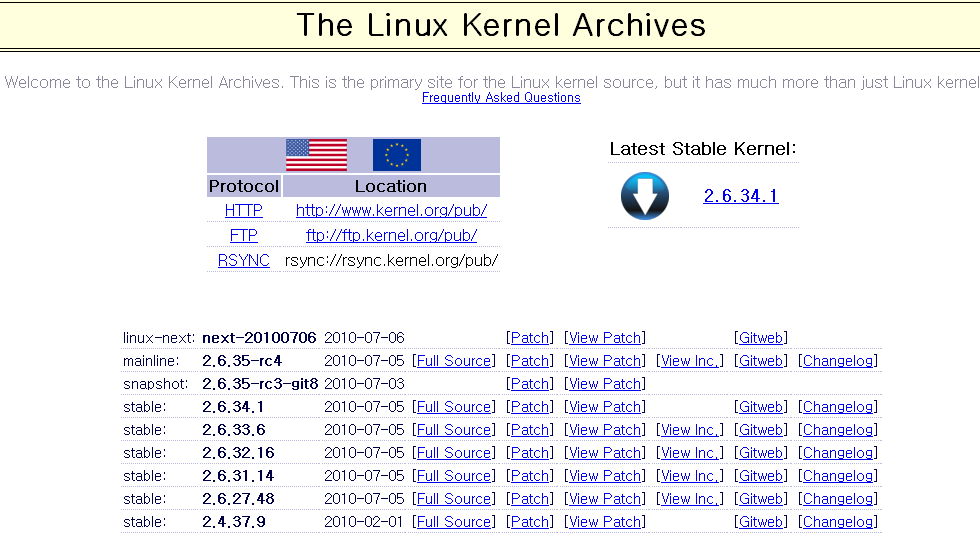 The Linux Kernel Archives
Welcome to the Linux Kernel Archives. This is the primary site for the Linux kernel source, but it has much more than just Linux kernel
Frequently Asked Questions
Protocol Location
HTTP http://www.kernel.org/pub/
FTP ftp://ftp.kernel.org/pub/
RSYNC rsync://rsync.kernel.org/pub/
Latest Stable Kernel:
2.6.34.1
linux-next: next-20100706 2010-07-06 [Patch] [View Patch] [Gitweb]
mainline: 2.6.35-rc4 2010-07-05 [Full Source] [Patch] [View Patch] [View Inc.] [Gitweb] [Changelog]
snapshot: 2.6.35-rc3-git8 2010-07-03 [Patch] [View Patch]
stable: 2.6.34.1 2010-07-05 [Full Source] [Patch] [View Patch] [Gitweb] [Changelog]
stable: 2.6.33.6 2010-07-05 [Full Source] [Patch] [View Patch] [View Inc.] [Gitweb] [Changelog]
stable: 2.6.32.16 2010-07-05 [Full Source] [Patch] [View Patch] [View Inc.] [Gitweb] [Changelog]
stable: 2.6.31.14 2010-07-05 [Full Source] [Patch] [View Patch] [View Inc.] [Gitweb] [Changelog]
stable: 2.6.27.48 2010-07-05 [Full Source] [Patch] [View Patch] [View Inc.] [Gitweb] [Changelog]
stable: 2.4.37.9 2010-02-01 [Full Source] [Patch] [View Patch] [Gitweb] [Changelog]